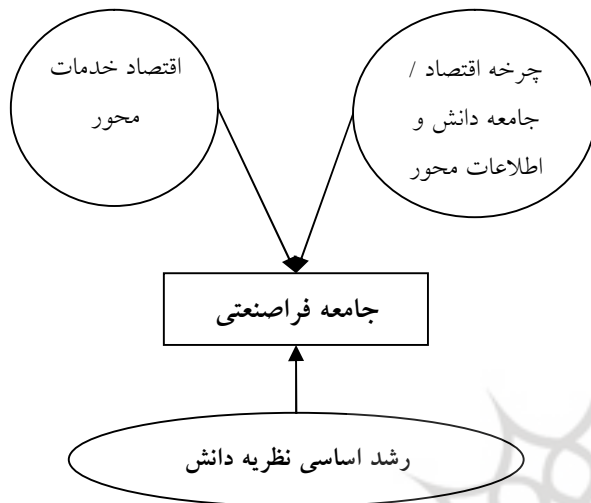 چرخه اقتصاد /
جامعه دانش و
اطلاعات محور
اقتصاد خدمات
محور
جامعه فراصنعتی
رشد اساسی نظریه دانش